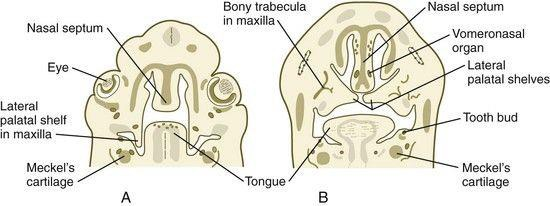 Nasal septum
Eye
Lateral
palatal shelf
in maxilla
Meckel's
cartilage
A
Tongue
Bony trabecula
in maxilla
Nasal septum
Vomeronasal
organ
Lateral
palatal shelves
Tooth bud
Meckel's
cartilage
B